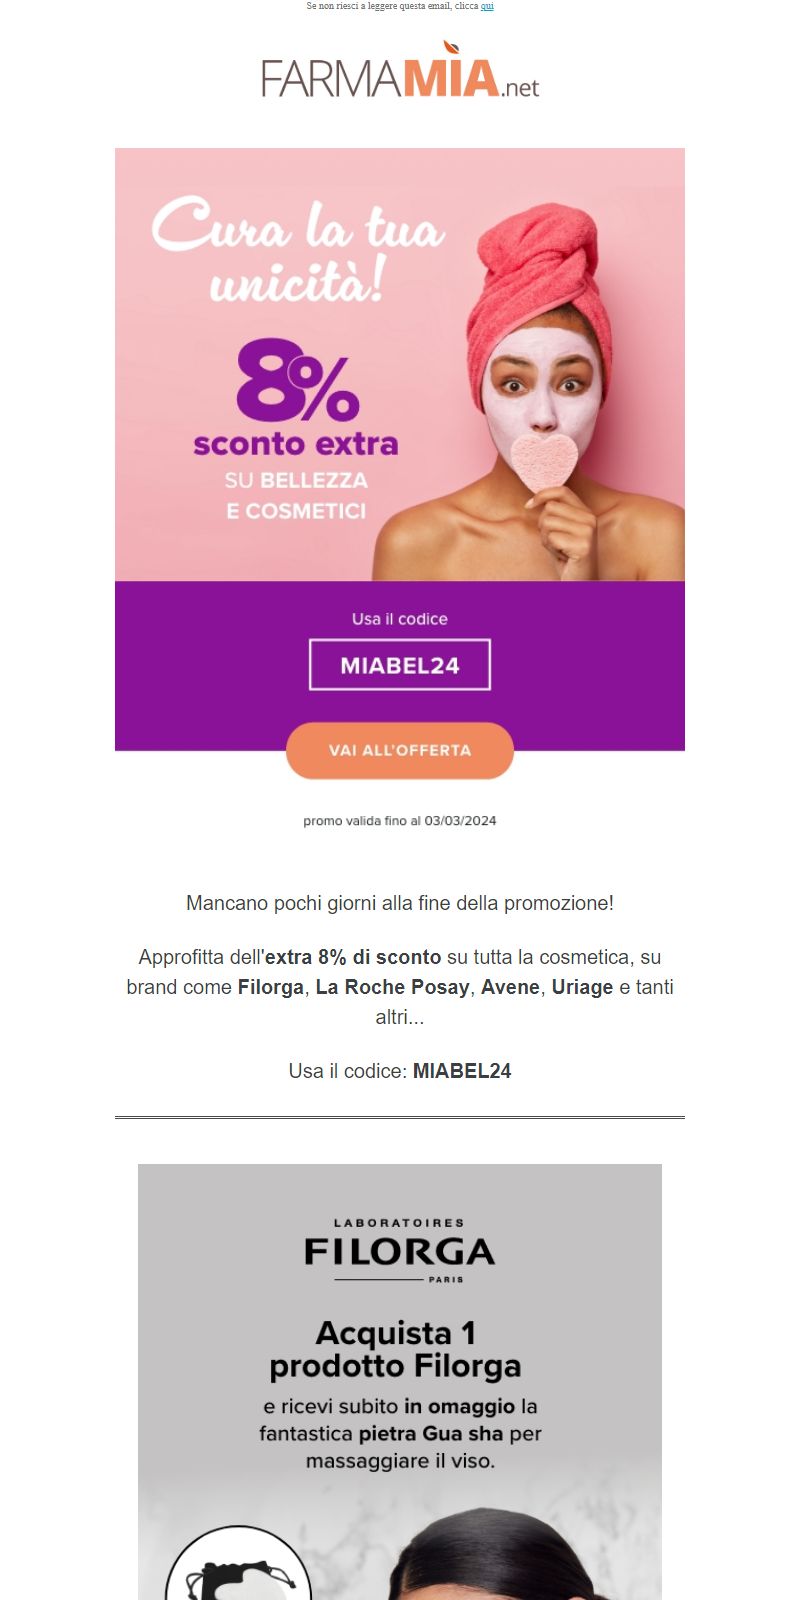 Se non riesci a leggere questa email, clicca qui
FARMAMÌA.net
Cura la tua
unicità!
8%
sconto extra
SU BELLEZZA
E COSMETICI
Usa il codice
MIABEL24
VAI ALL'OFFERTA
promo valida fino al 03/03/2024
Mancano pochi giorni alla fine della promozione!
Approfitta dell'extra 8% di sconto su tutta la cosmetica, su
brand come Filorga, La Roche Posay, Avene, Uriage e tanti
altri...
Usa il codice: MIABEL24
LABORATOIRES
FILORGA
PARIS
Acquista 1
prodotto Filorga
e ricevi subito in omaggio la
fantastica pietra Gua sha per
massaggiare il viso.